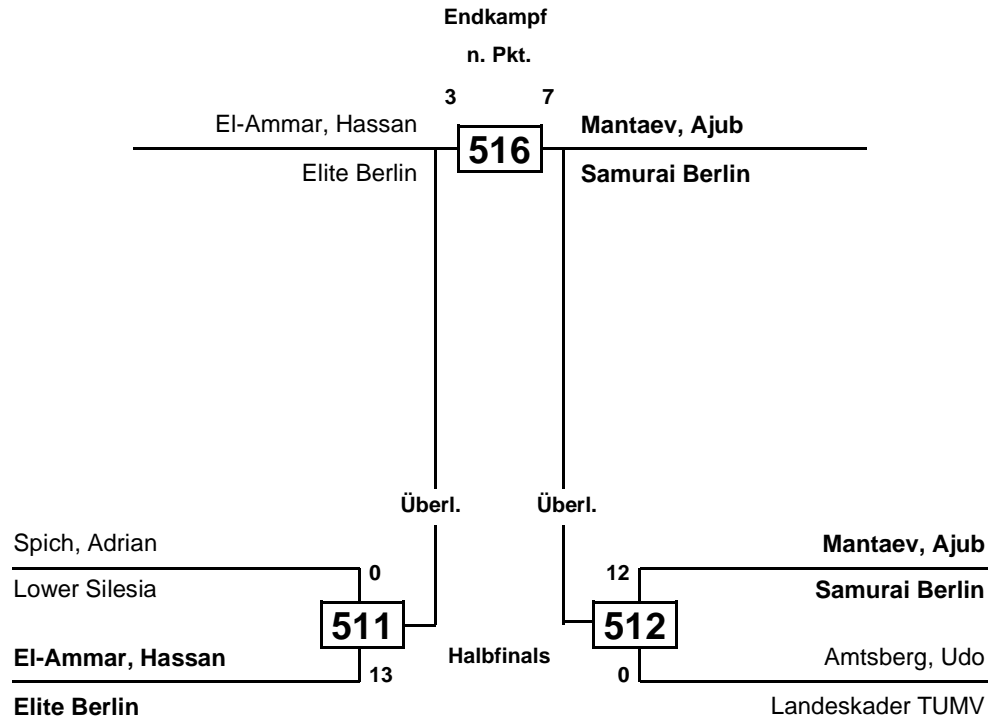 Endkampf
n. Pkt.
3 7
El-Ammar, Hassan 516 Mantaev, Ajub
Elite Berlin Samurai Berlin
Überl. Überl.
Spich, Adrian Mantaev, Ajub
0 12
Lower Silesia Samurai Berlin
511 512
El-Ammar, Hassan Halbfinals Amtsberg, Udo
13 0
Elite Berlin Landeskader TUMV